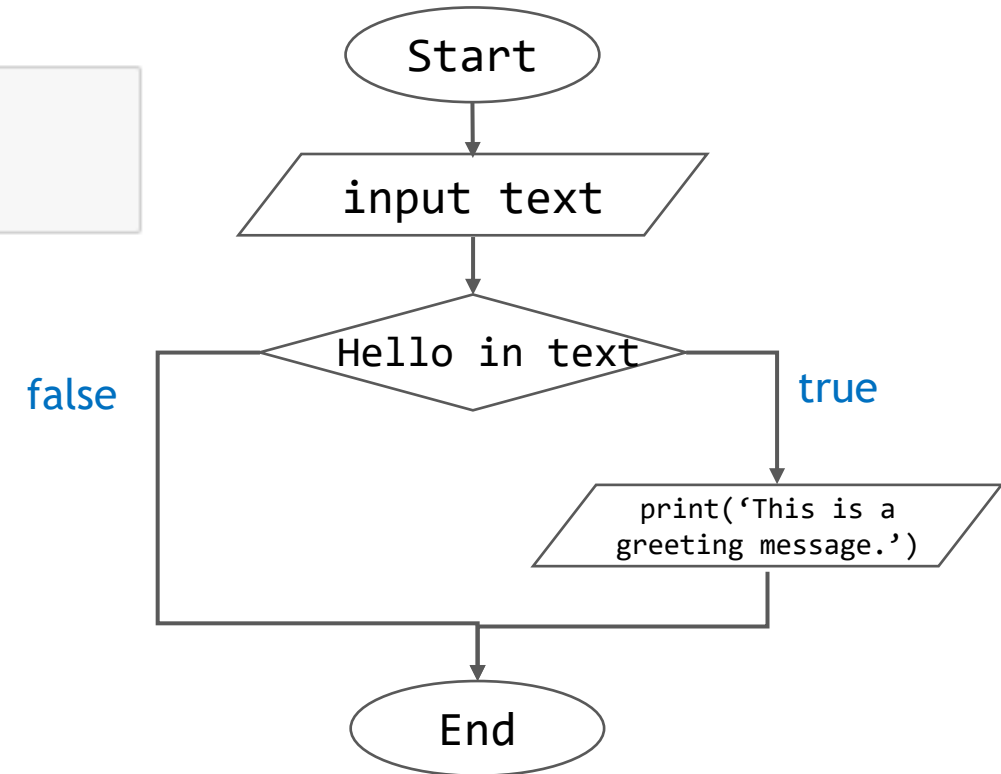 Start
input text
Hello in text
false
true
print(‘This is a
greeting message.’)
End